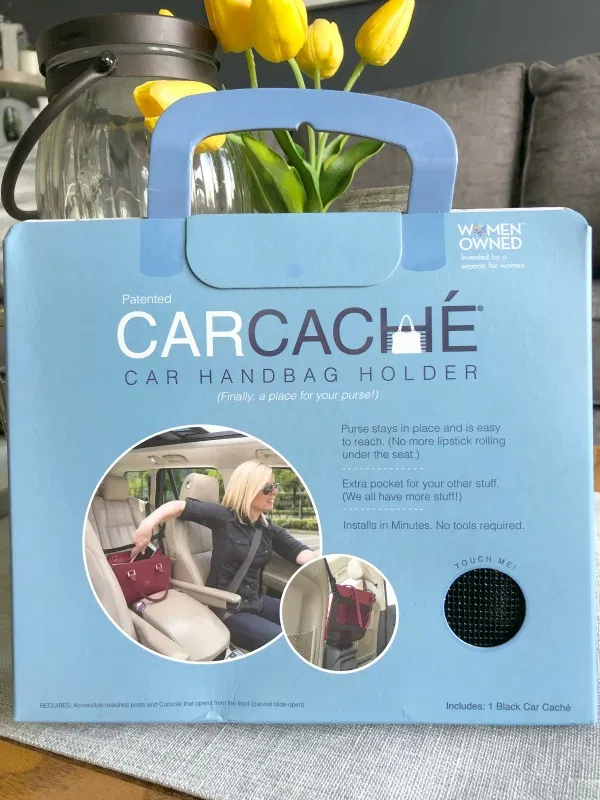 WOMEN™
OWNED
Invented by a
woman for women.
Patented
CARCACHÉ®
CAR HANDBAG HOLDER
(Finally, a place for your purse!)
Purse stays in place and is easy
to reach. (No more lipstick rolling
under the seat.)
Extra pocket for your other stuff.
(We all have more stuff!)
Installs in Minutes. No tools required.
TOUCH ME!
REQUIRES: Accessible headrest posts and Console that opens from the front (cannot slide open)
Includes: 1 Black Car Caché